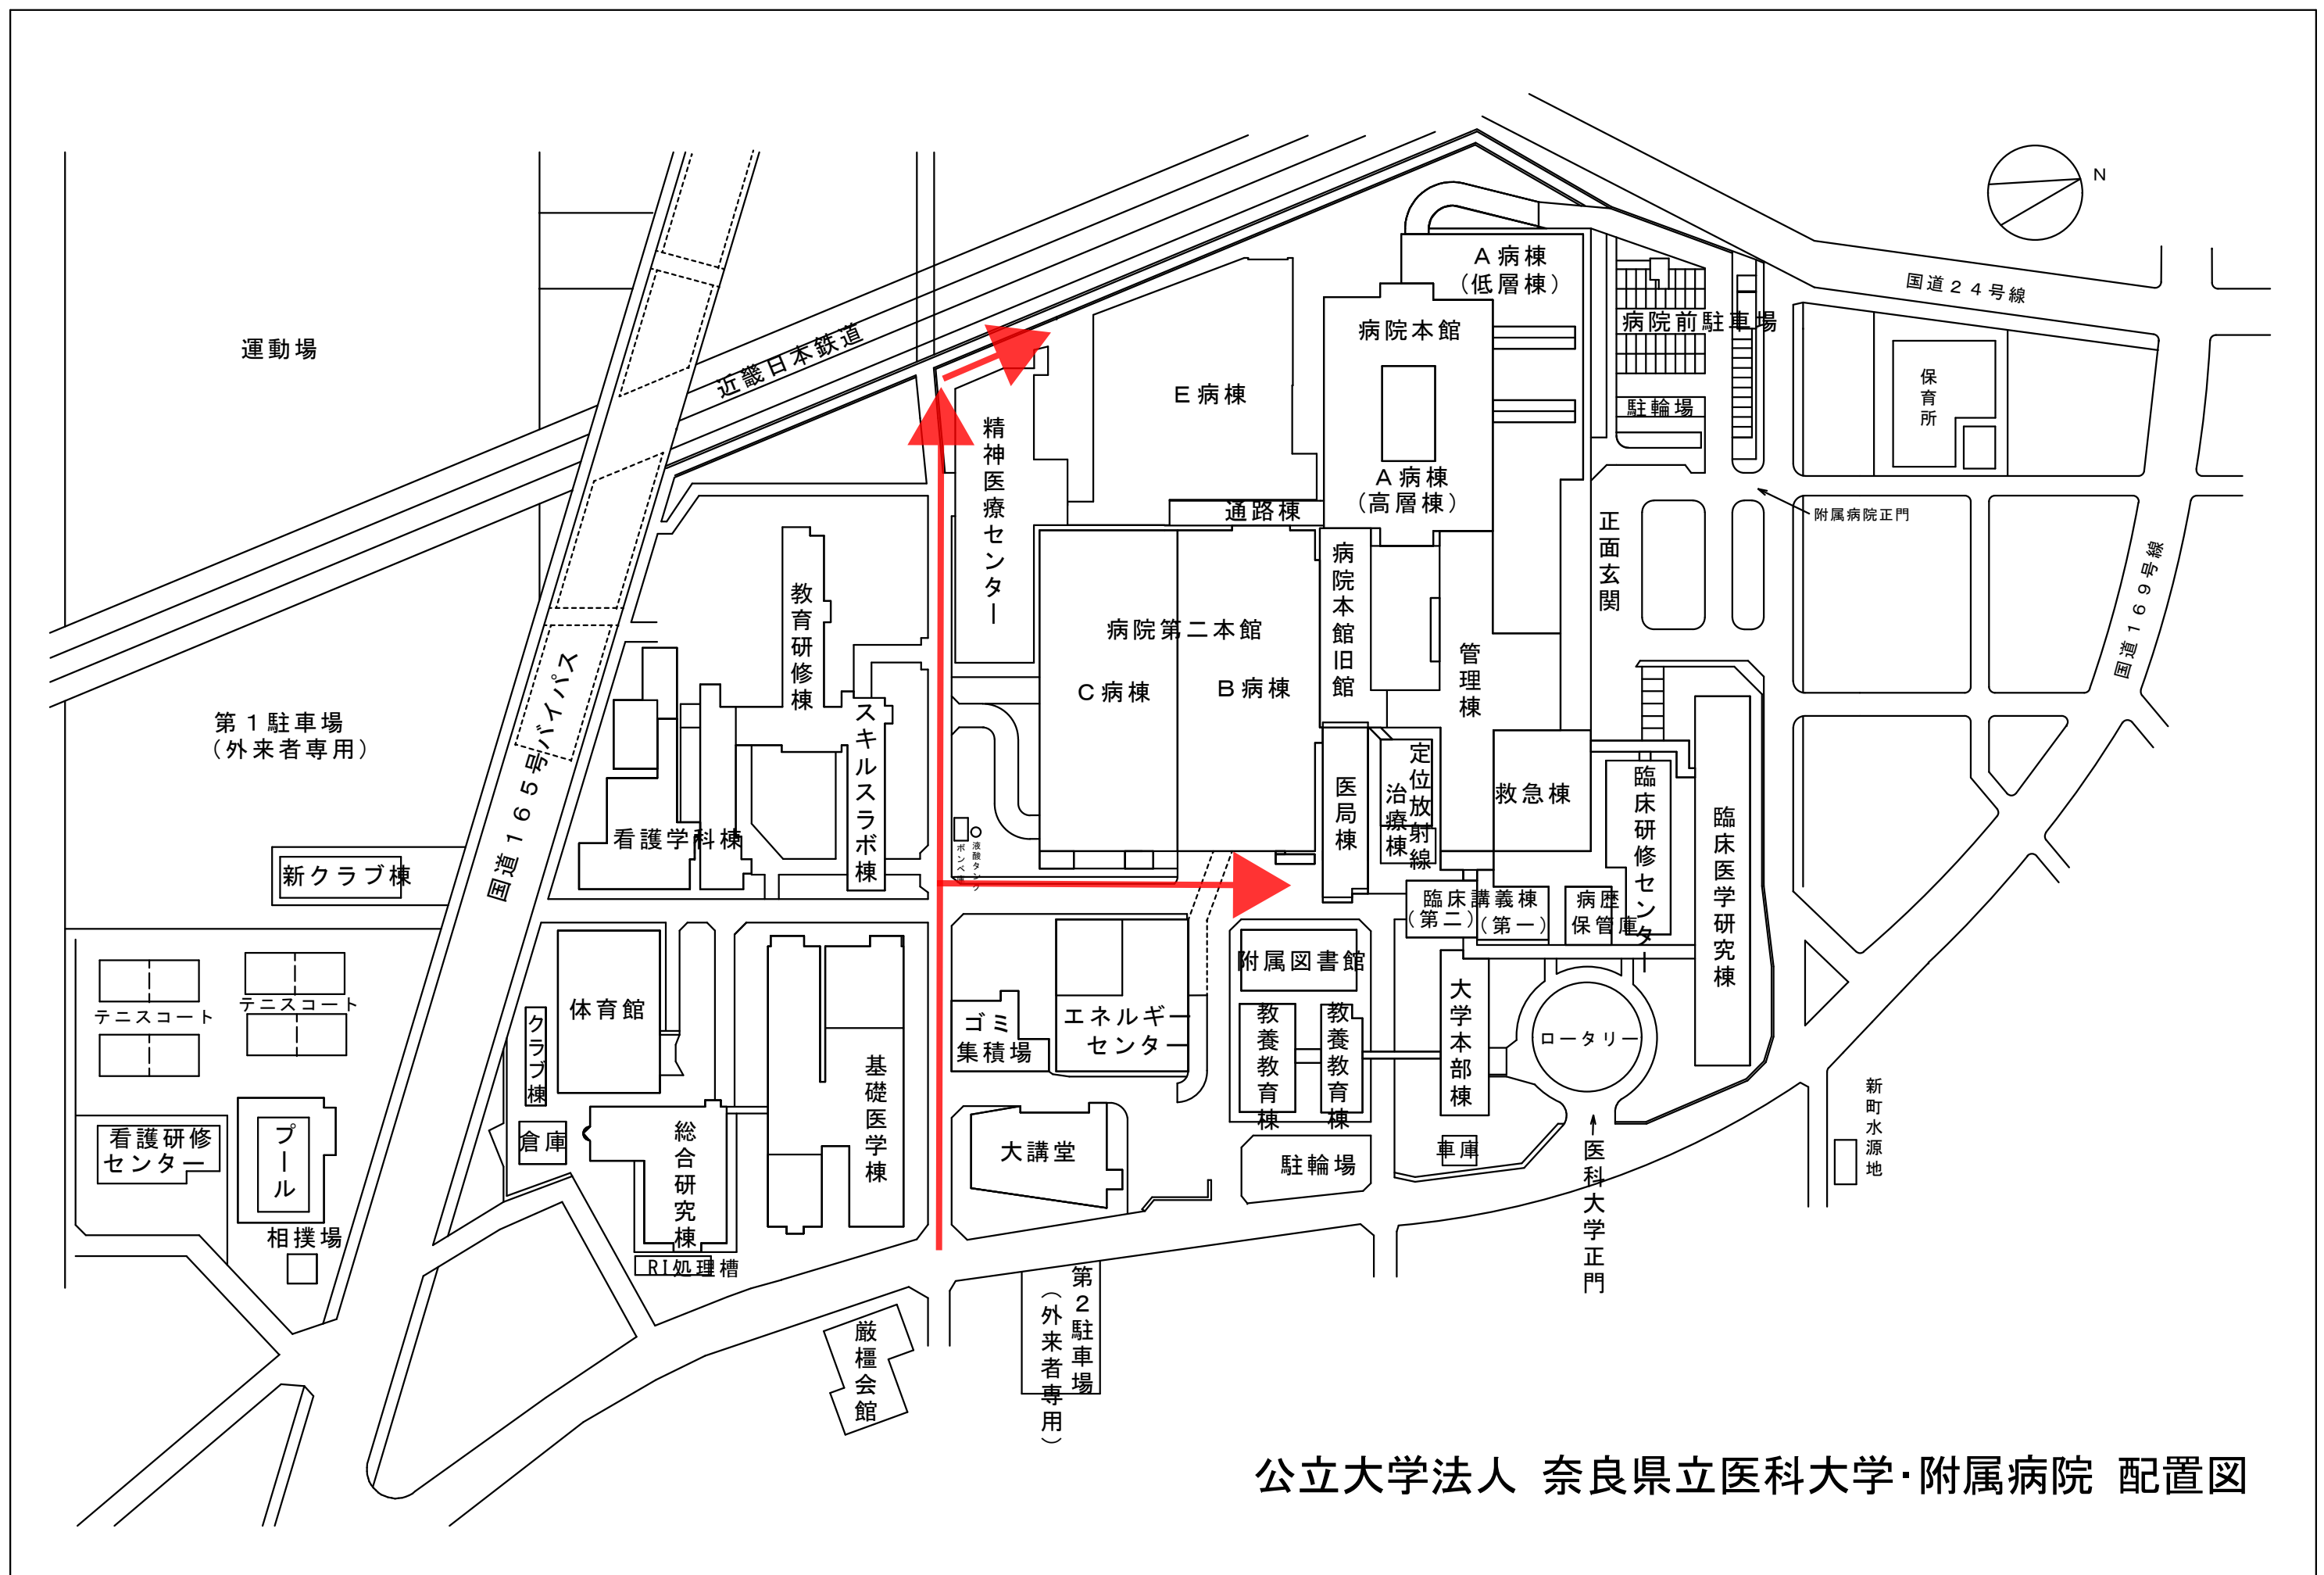 N
国道24号線
A病棟
(低層棟)
病院本館
病院前駐車場
近畿日本鉄道
運動場
E病棟
保育所
駐輪場
精神医療センター
A病棟
(高層棟)
通路棟
附属病院正門
正面玄関
国道169号線
病院本館旧館
教育研修棟
病院第二本館
C病棟
B病棟
管理棟
第1駐車場
(外来者専用)
国道165号バイパス
スキルスラボ棟
定位放射線
治療棟
医局棟
救急棟
臨床研修センター
臨床医学研究棟
看護学科棟
液酸タンク
ボンベ庫
新クラブ棟
臨床講義棟
(第二)
(第一)
病歴
保管庫
附属図書館
テニスコート
テニスコート
体育館
クラブ棟
ゴミ
集積場
エネルギー
センター
教養教育棟
教養教育棟
大学本部棟
ロータリー
基礎医学棟
新町水源地
看護研修
センター
プール
倉庫
総合研究棟
大講堂
駐輪場
車庫
医科大学正門
相撲場
RI処理槽
第2駐車場
(外来者専用)
厳橿会館
公立大学法人 奈良県立医科大学・附属病院 配置図